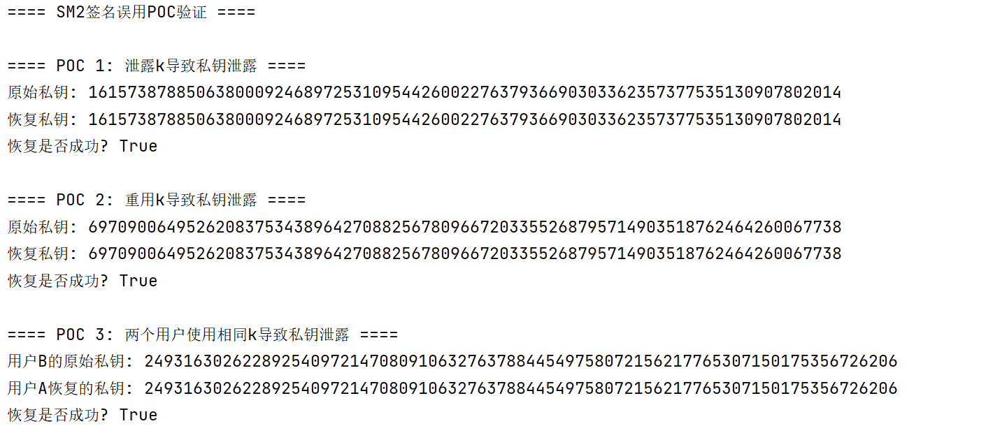 ==== SM2签名误用POC验证 ====
==== POC 1: 泄露k导致私钥泄露 ====
原始私钥: 16157387885063800092468972531095442600227637936690303362357377535130907802014
恢复私钥: 16157387885063800092468972531095442600227637936690303362357377535130907802014
恢复是否成功? True
==== POC 2: 重用k导致私钥泄露 ====
原始私钥: 69709006495262083753438964270882567809667203355268795714903518762464260067738
恢复私钥: 69709006495262083753438964270882567809667203355268795714903518762464260067738
恢复是否成功? True
==== POC 3: 两个用户使用相同k导致私钥泄露 ====
用户B的原始私钥: 24931630262289254097214708091063276378844549758072156217765307150175356726206
用户A恢复的私钥: 24931630262289254097214708091063276378844549758072156217765307150175356726206
恢复是否成功? True